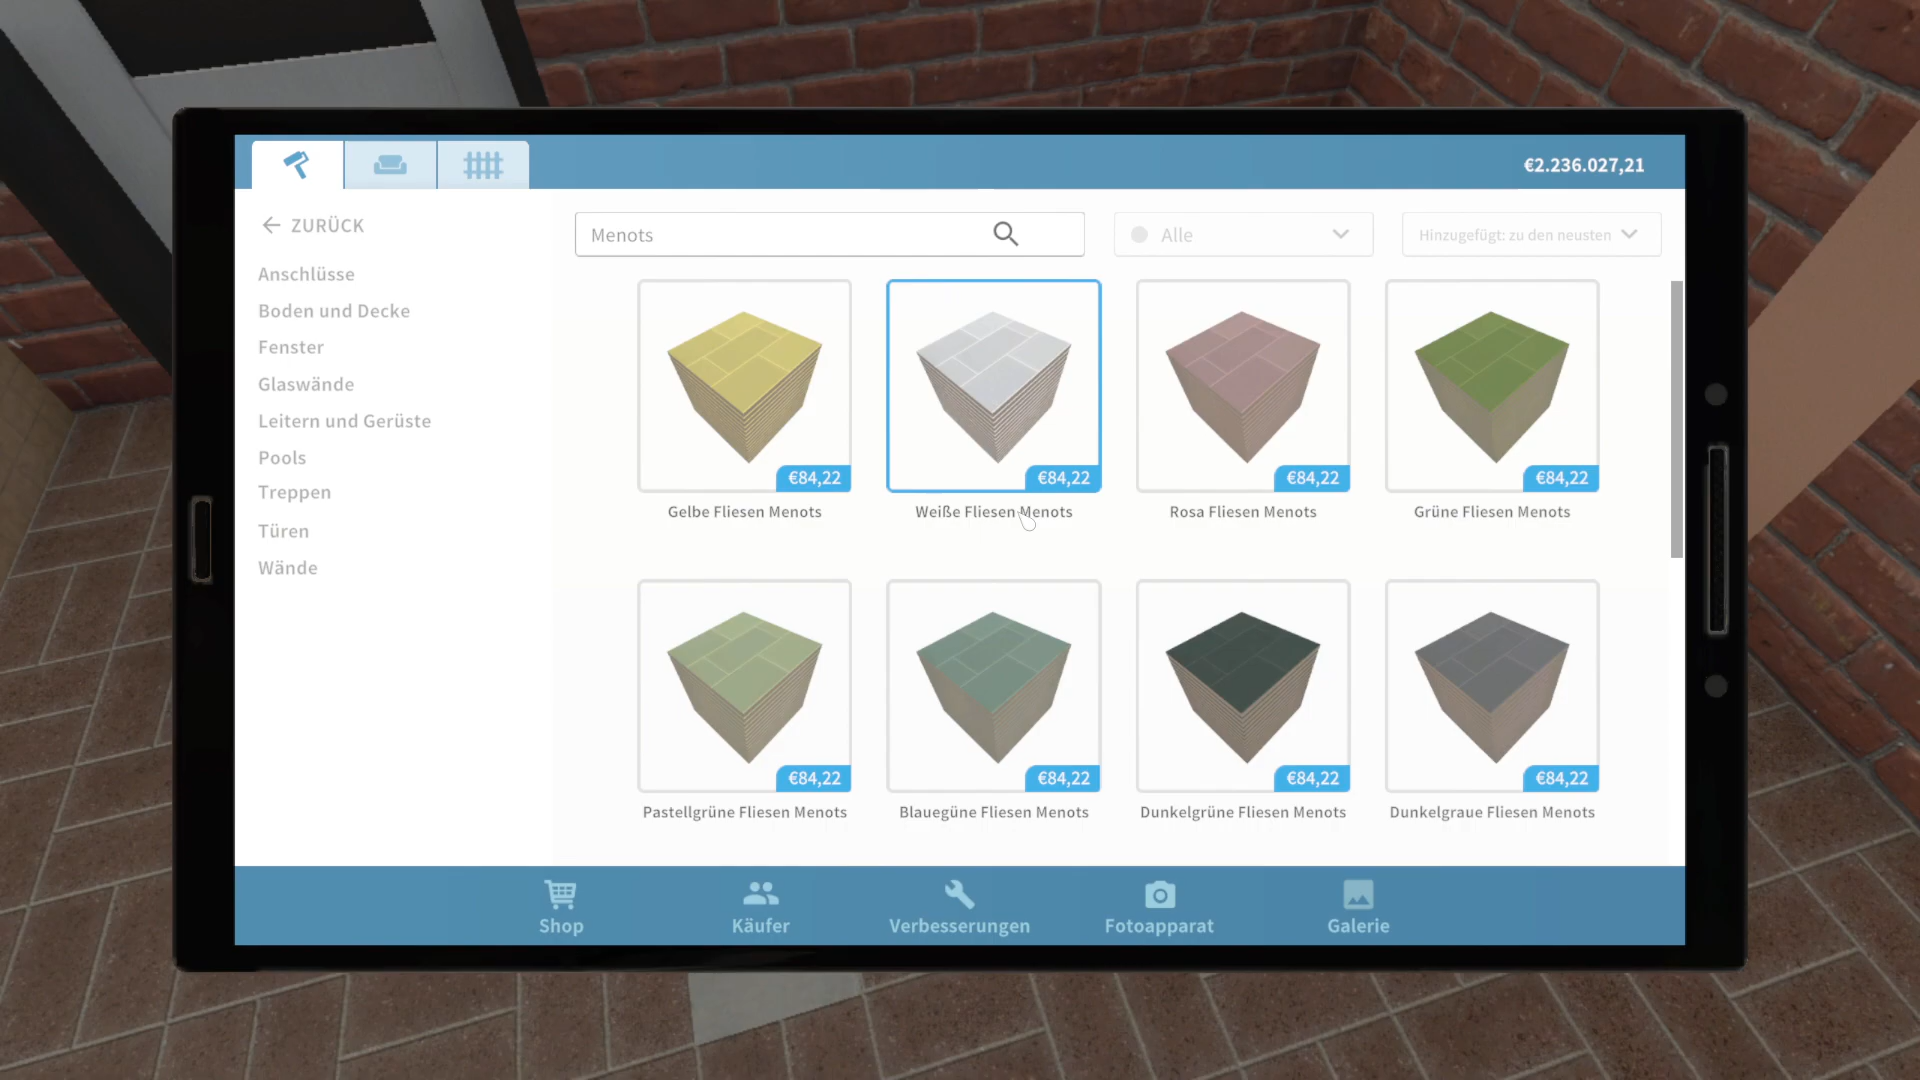 €2.236.027,21
ZURÜCK
Menots
Alle
Hinzugefügt: zu den neusten
Anschlüsse
Boden und Decke
Fenster
Glaswände
Leitern und Gerüste
Pools
Treppen
Türen
Wände
€84,22
€84,22
€84,22
€84,22
Gelbe Fliesen Menots
Weiße Fliesen Menots
Rosa Fliesen Menots
Grüne Fliesen Menots
€84,22
€84,22
€84,22
€84,22
Pastellgrüne Fliesen Menots
Blauegüne Fliesen Menots
Dunkelgrüne Fliesen Menots
Dunkelgraue Fliesen Menots
Shop
Käufer
Verbesserungen
Fotoapparat
Galerie